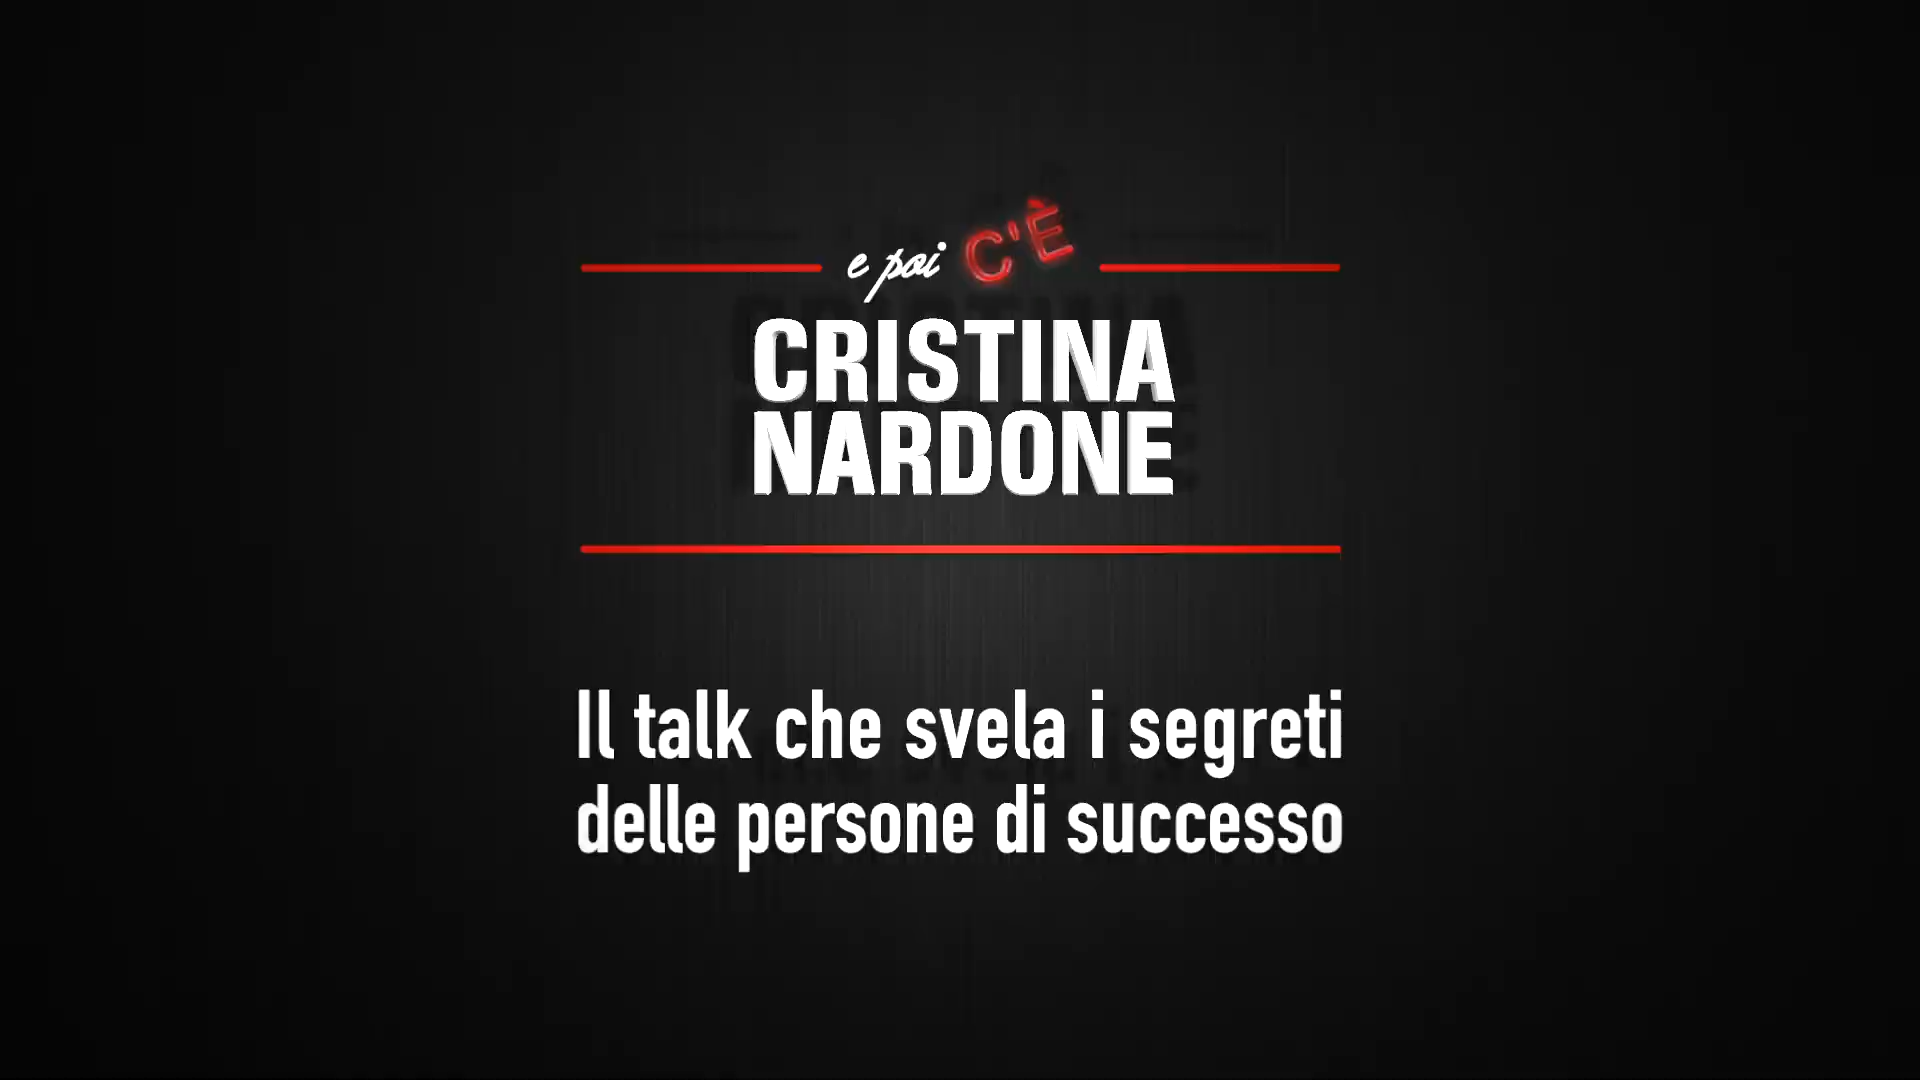 e poi C'È
CRISTINA
NARDONE
Il talk che svela i segreti
delle persone di successo